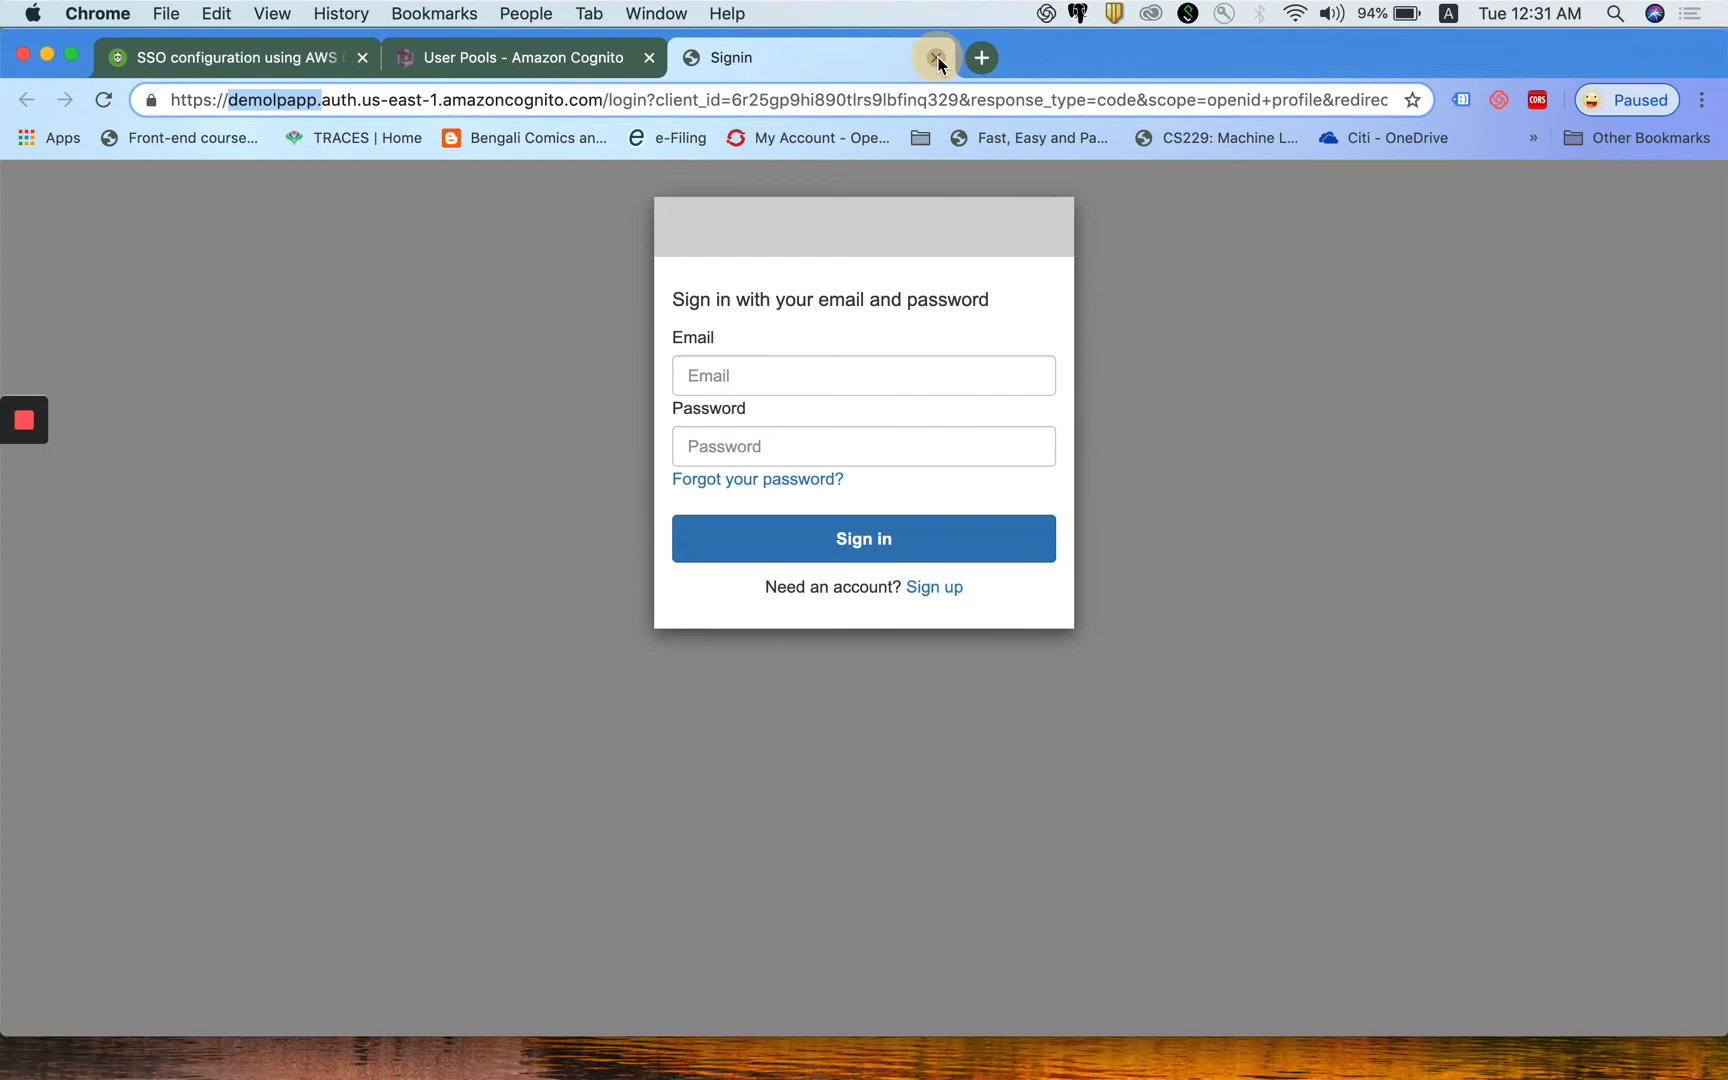 Chrome File Edit View History Bookmarks People Tab Window Help 94% A Tue 12:31 AM
SSO configuration using AWS User Pools - Amazon Cognito Signin
https://demolpapp.auth.us-east-1.amazoncognito.com/login?client_id=6r25gp9hi890tlrs9lbfinq329&response_type=code&scope=openid+profile&redirec CORS Paused
Apps Front-end course... TRACES | Home Bengali Comics an... e-Filing My Account - Ope... Fast, Easy and Pa... CS229: Machine L... Citi - OneDrive » Other Bookmarks
Sign in with your email and password
Email
Email
Password
Password
Forgot your password?
Sign in
Need an account? Sign up